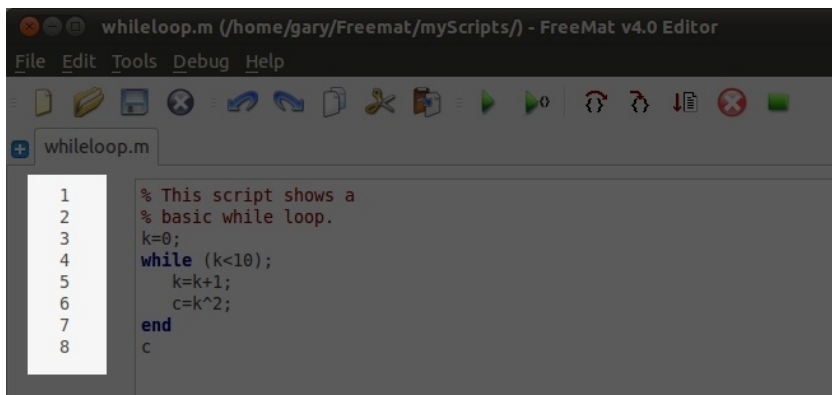 whileloop.m (/home/gary/Freemat/myScripts/) - FreeMat v4.0 Editor
File Edit Tools Debug Help
whileloop.m
1 % This script shows a
2 % basic while loop.
3 k=0;
4 while (k<10);
5 k=k+1;
6 c=k^2;
7 end
8 c